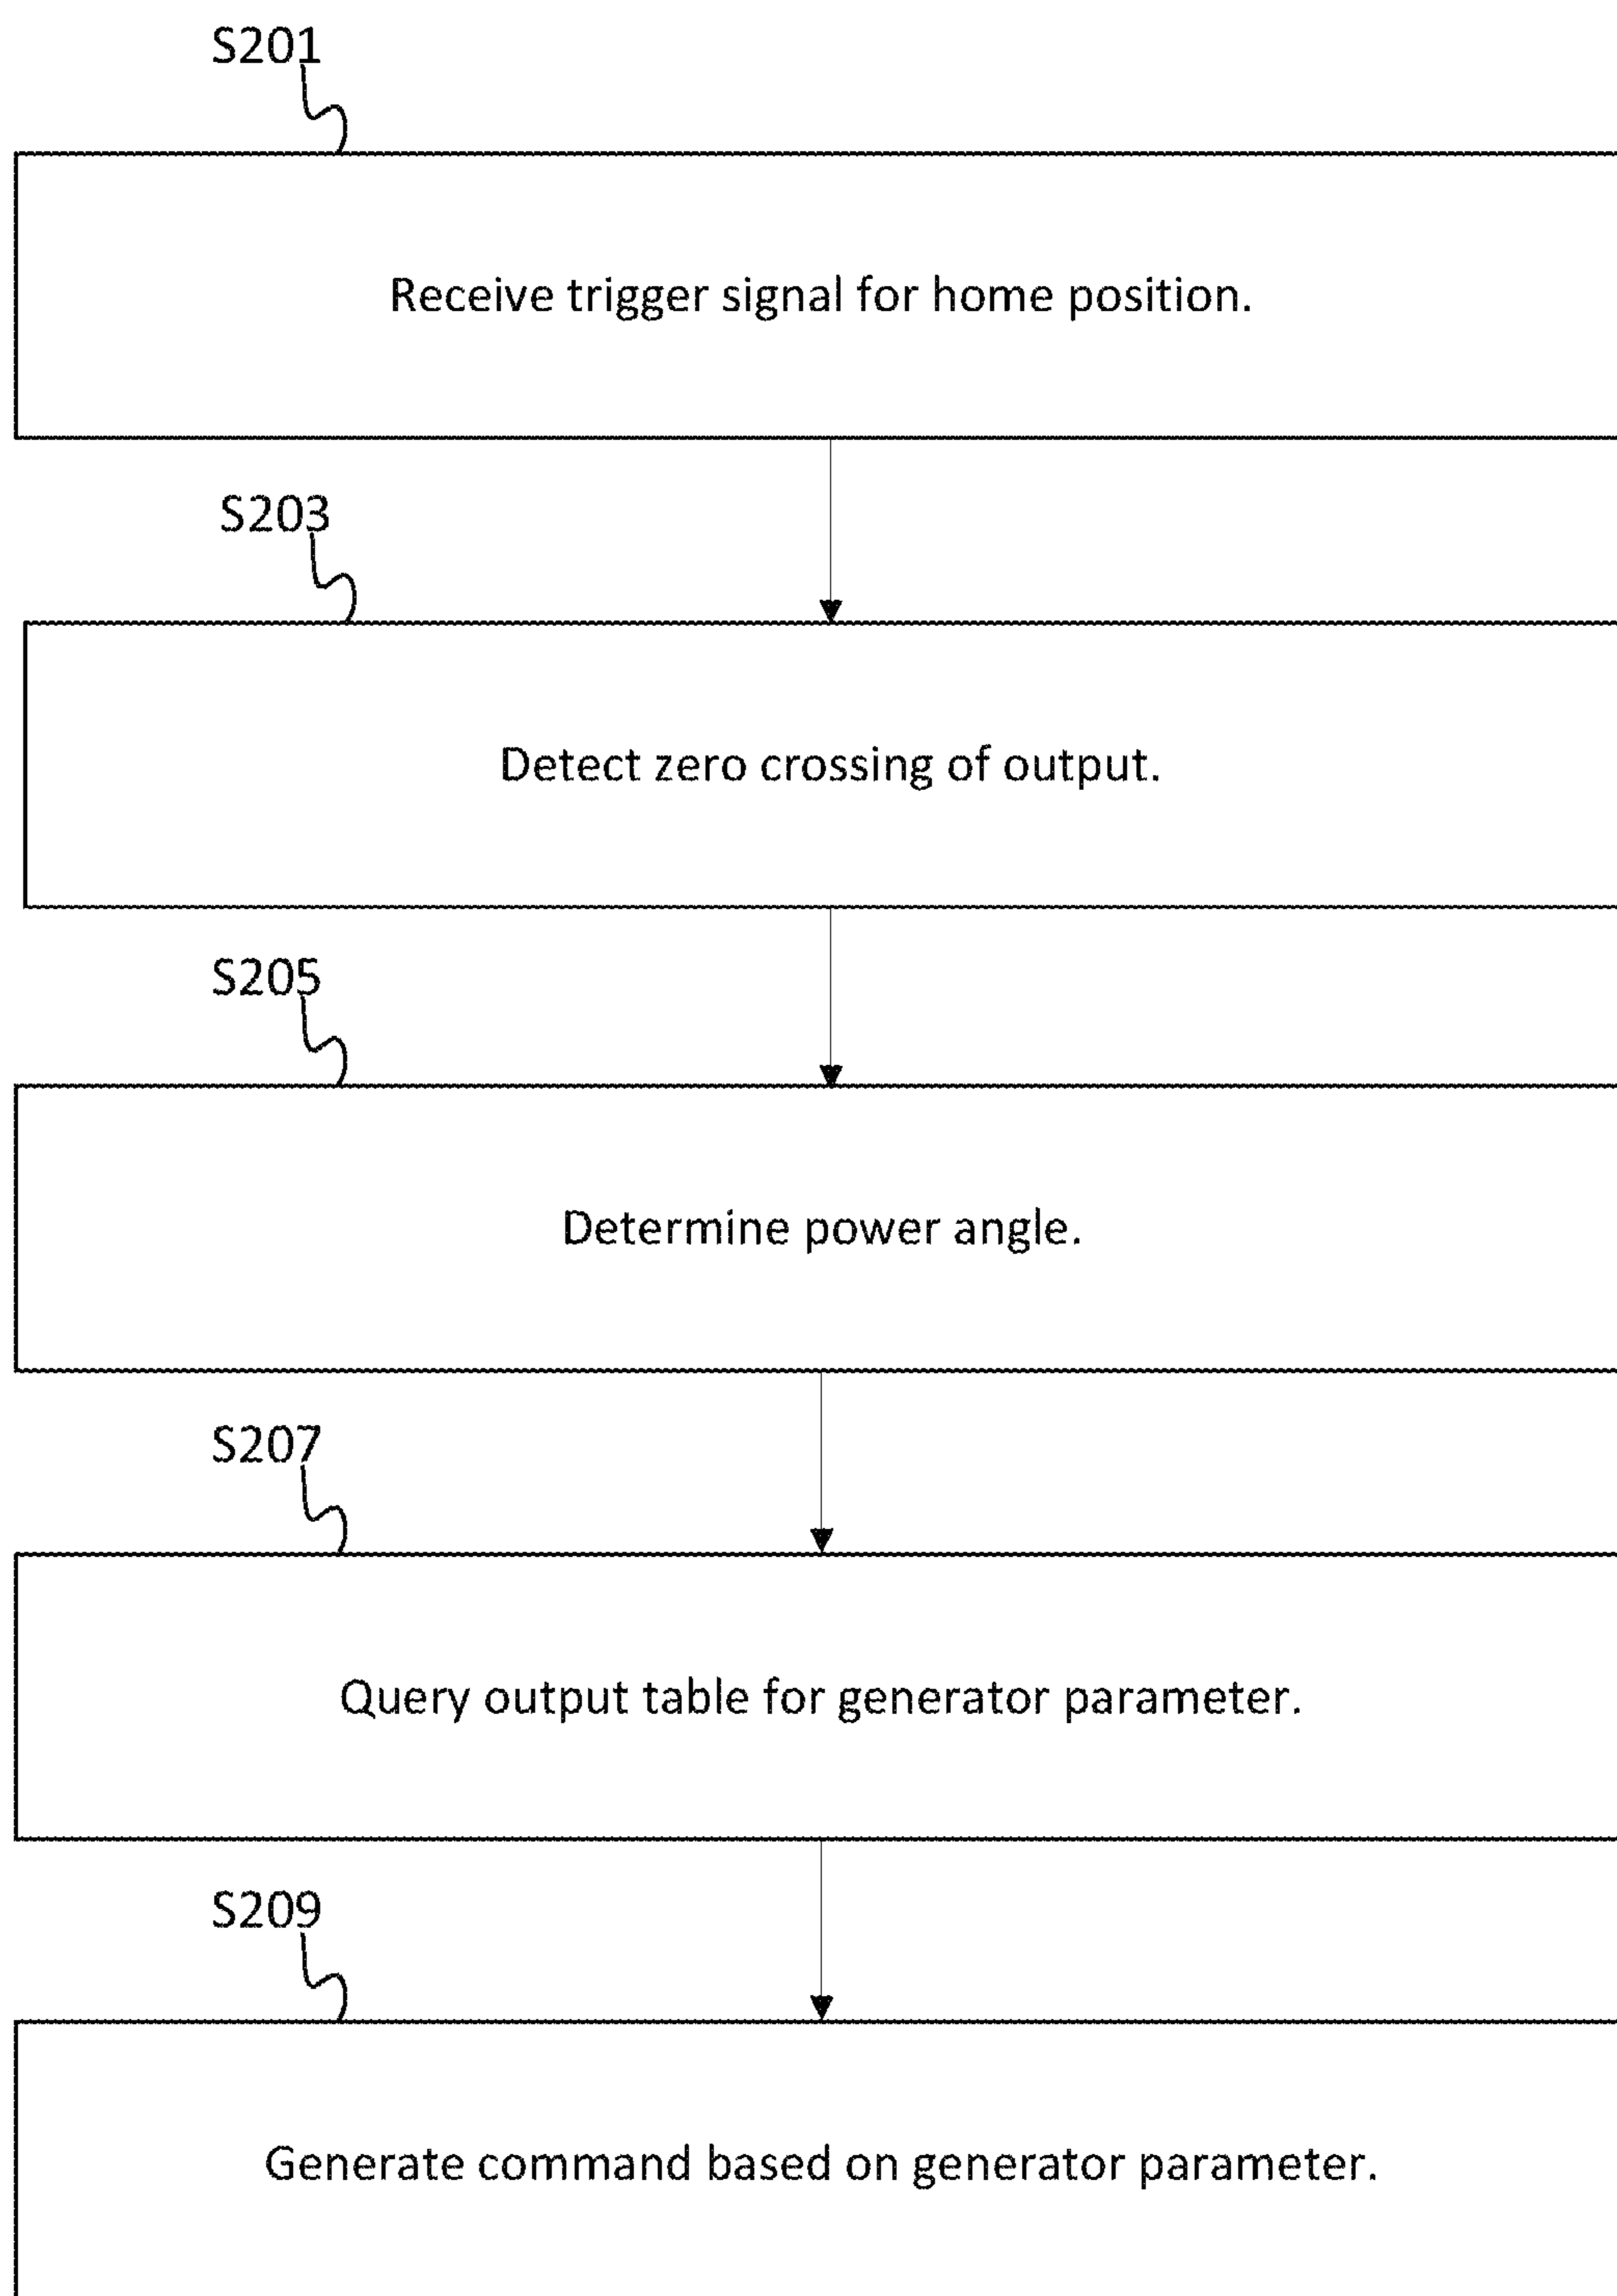 S201
Receive trigger signal for home position.
S203
Detect zero crossing of output.
S205
Determine power angle.
S207
Query output table for generator parameter.
S209
Generate command based on generator parameter.